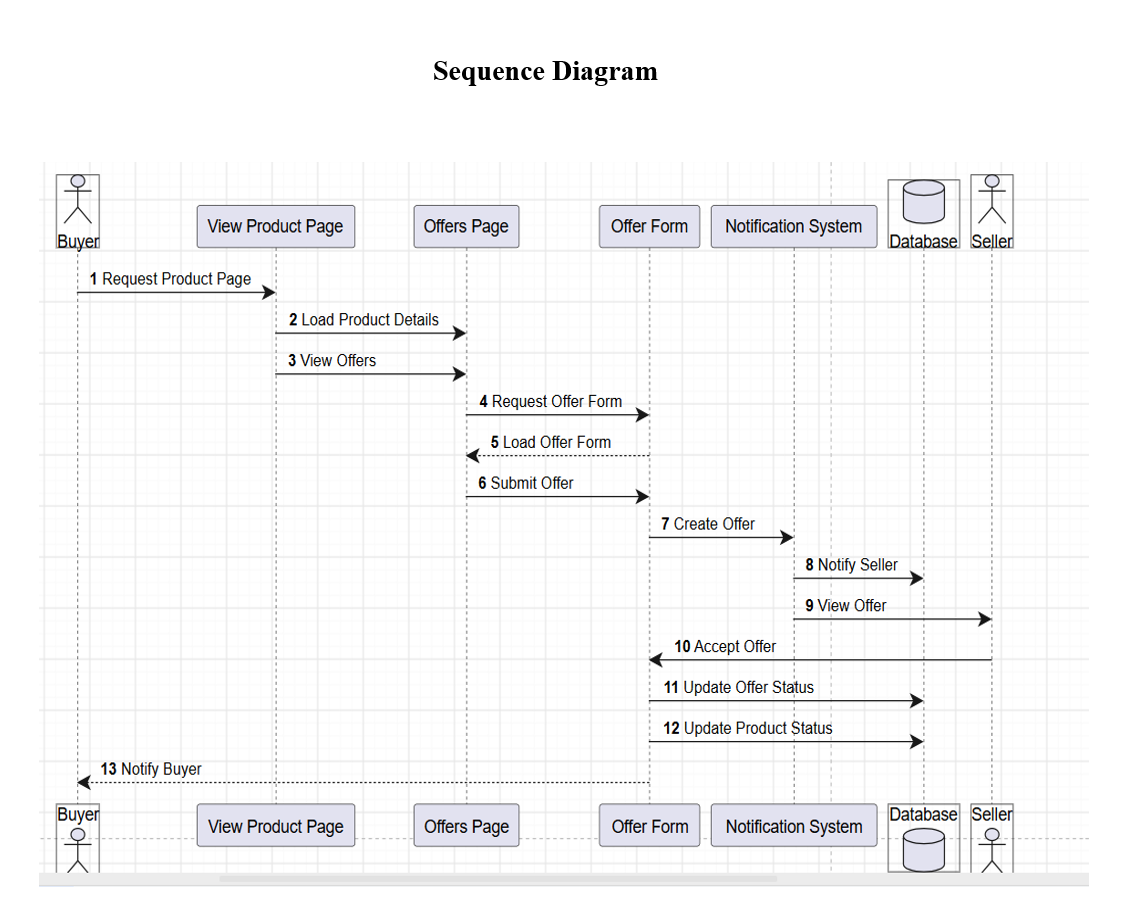 Sequence Diagram
Buyer
View Product Page
Offers Page
Offer Form
Notification System
Database
Seller
1 Request Product Page
2 Load Product Details
3 View Offers
4 Request Offer Form
5 Load Offer Form
6 Submit Offer
7 Create Offer
8 Notify Seller
9 View Offer
10 Accept Offer
11 Update Offer Status
12 Update Product Status
13 Notify Buyer
Buyer
View Product Page
Offers Page
Offer Form
Notification System
Database
Seller